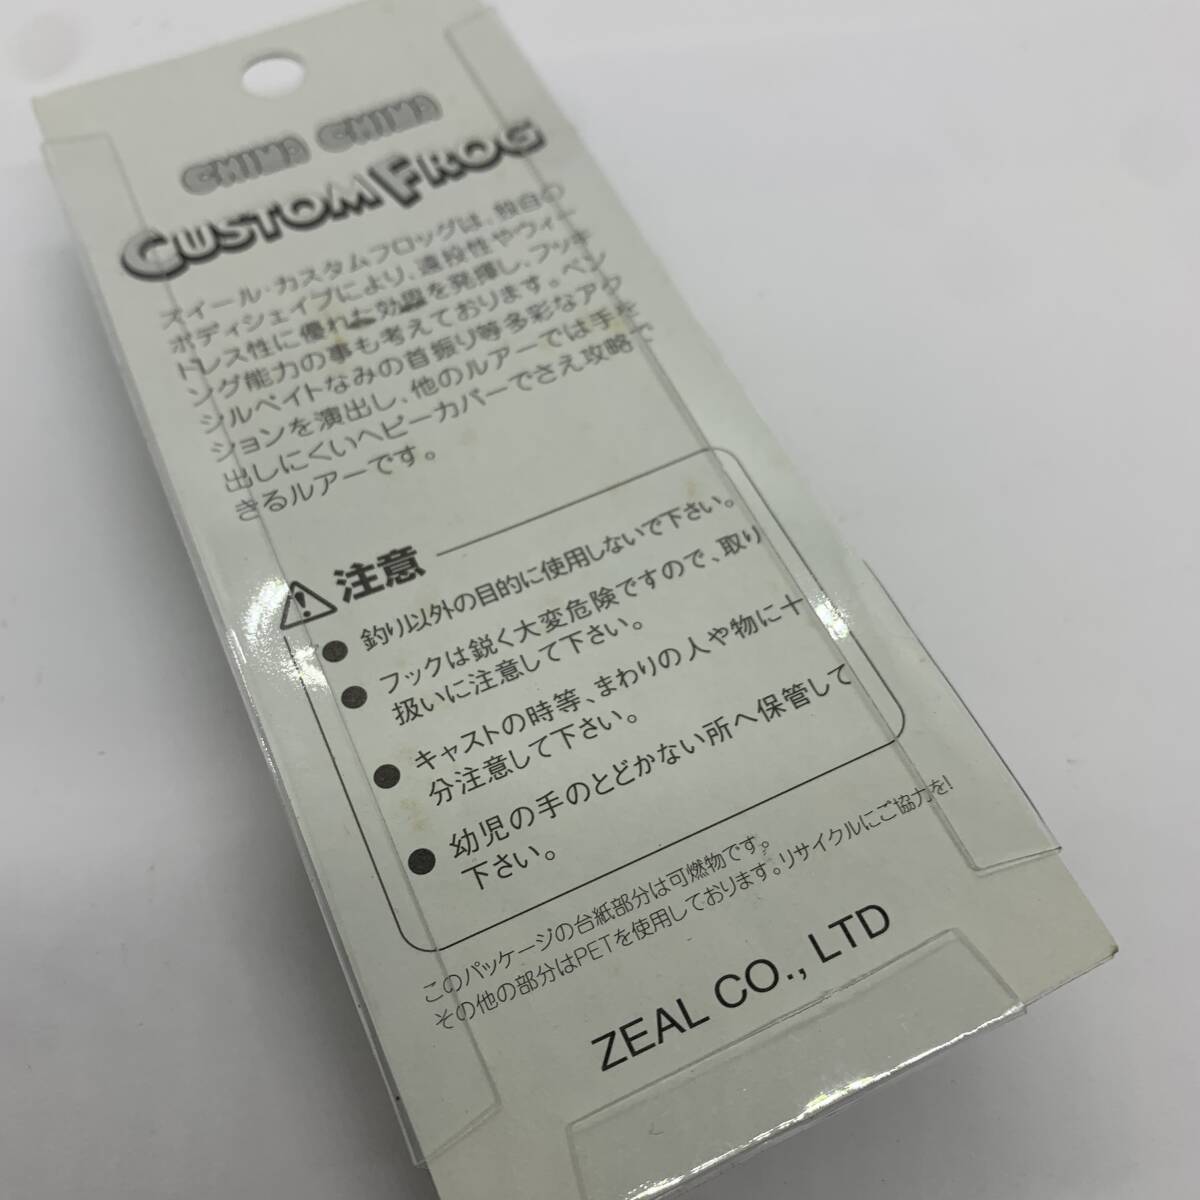 CHIMA CHIMA
CUSTOM FROG
ズイール・カスタムフロッグは、独自の
ボディシェイプにより、遠投性やウィー
ドレス性に優れた効果を発揮し、フッキ
ング能力の事も考えております。ペン
シルベイトなみの首振り等多彩なアク
ションを演出し、他のルアーでは手を
出しにくいヘビーカバーでさえ攻略で
きるルアーです。
注意
● 釣り以外の目的に使用しないで下さい。
● フックは鋭く大変危険ですので、取り
扱いに注意して下さい。
● キャストの時等、まわりの人や物に十
分注意して下さい。
● 幼児の手のとどかない所へ保管して
下さい。
このパッケージの台紙部分は可燃物です。
その他の部分はPETを使用しております。リサイクルにご協力を!
ZEAL CO., LTD